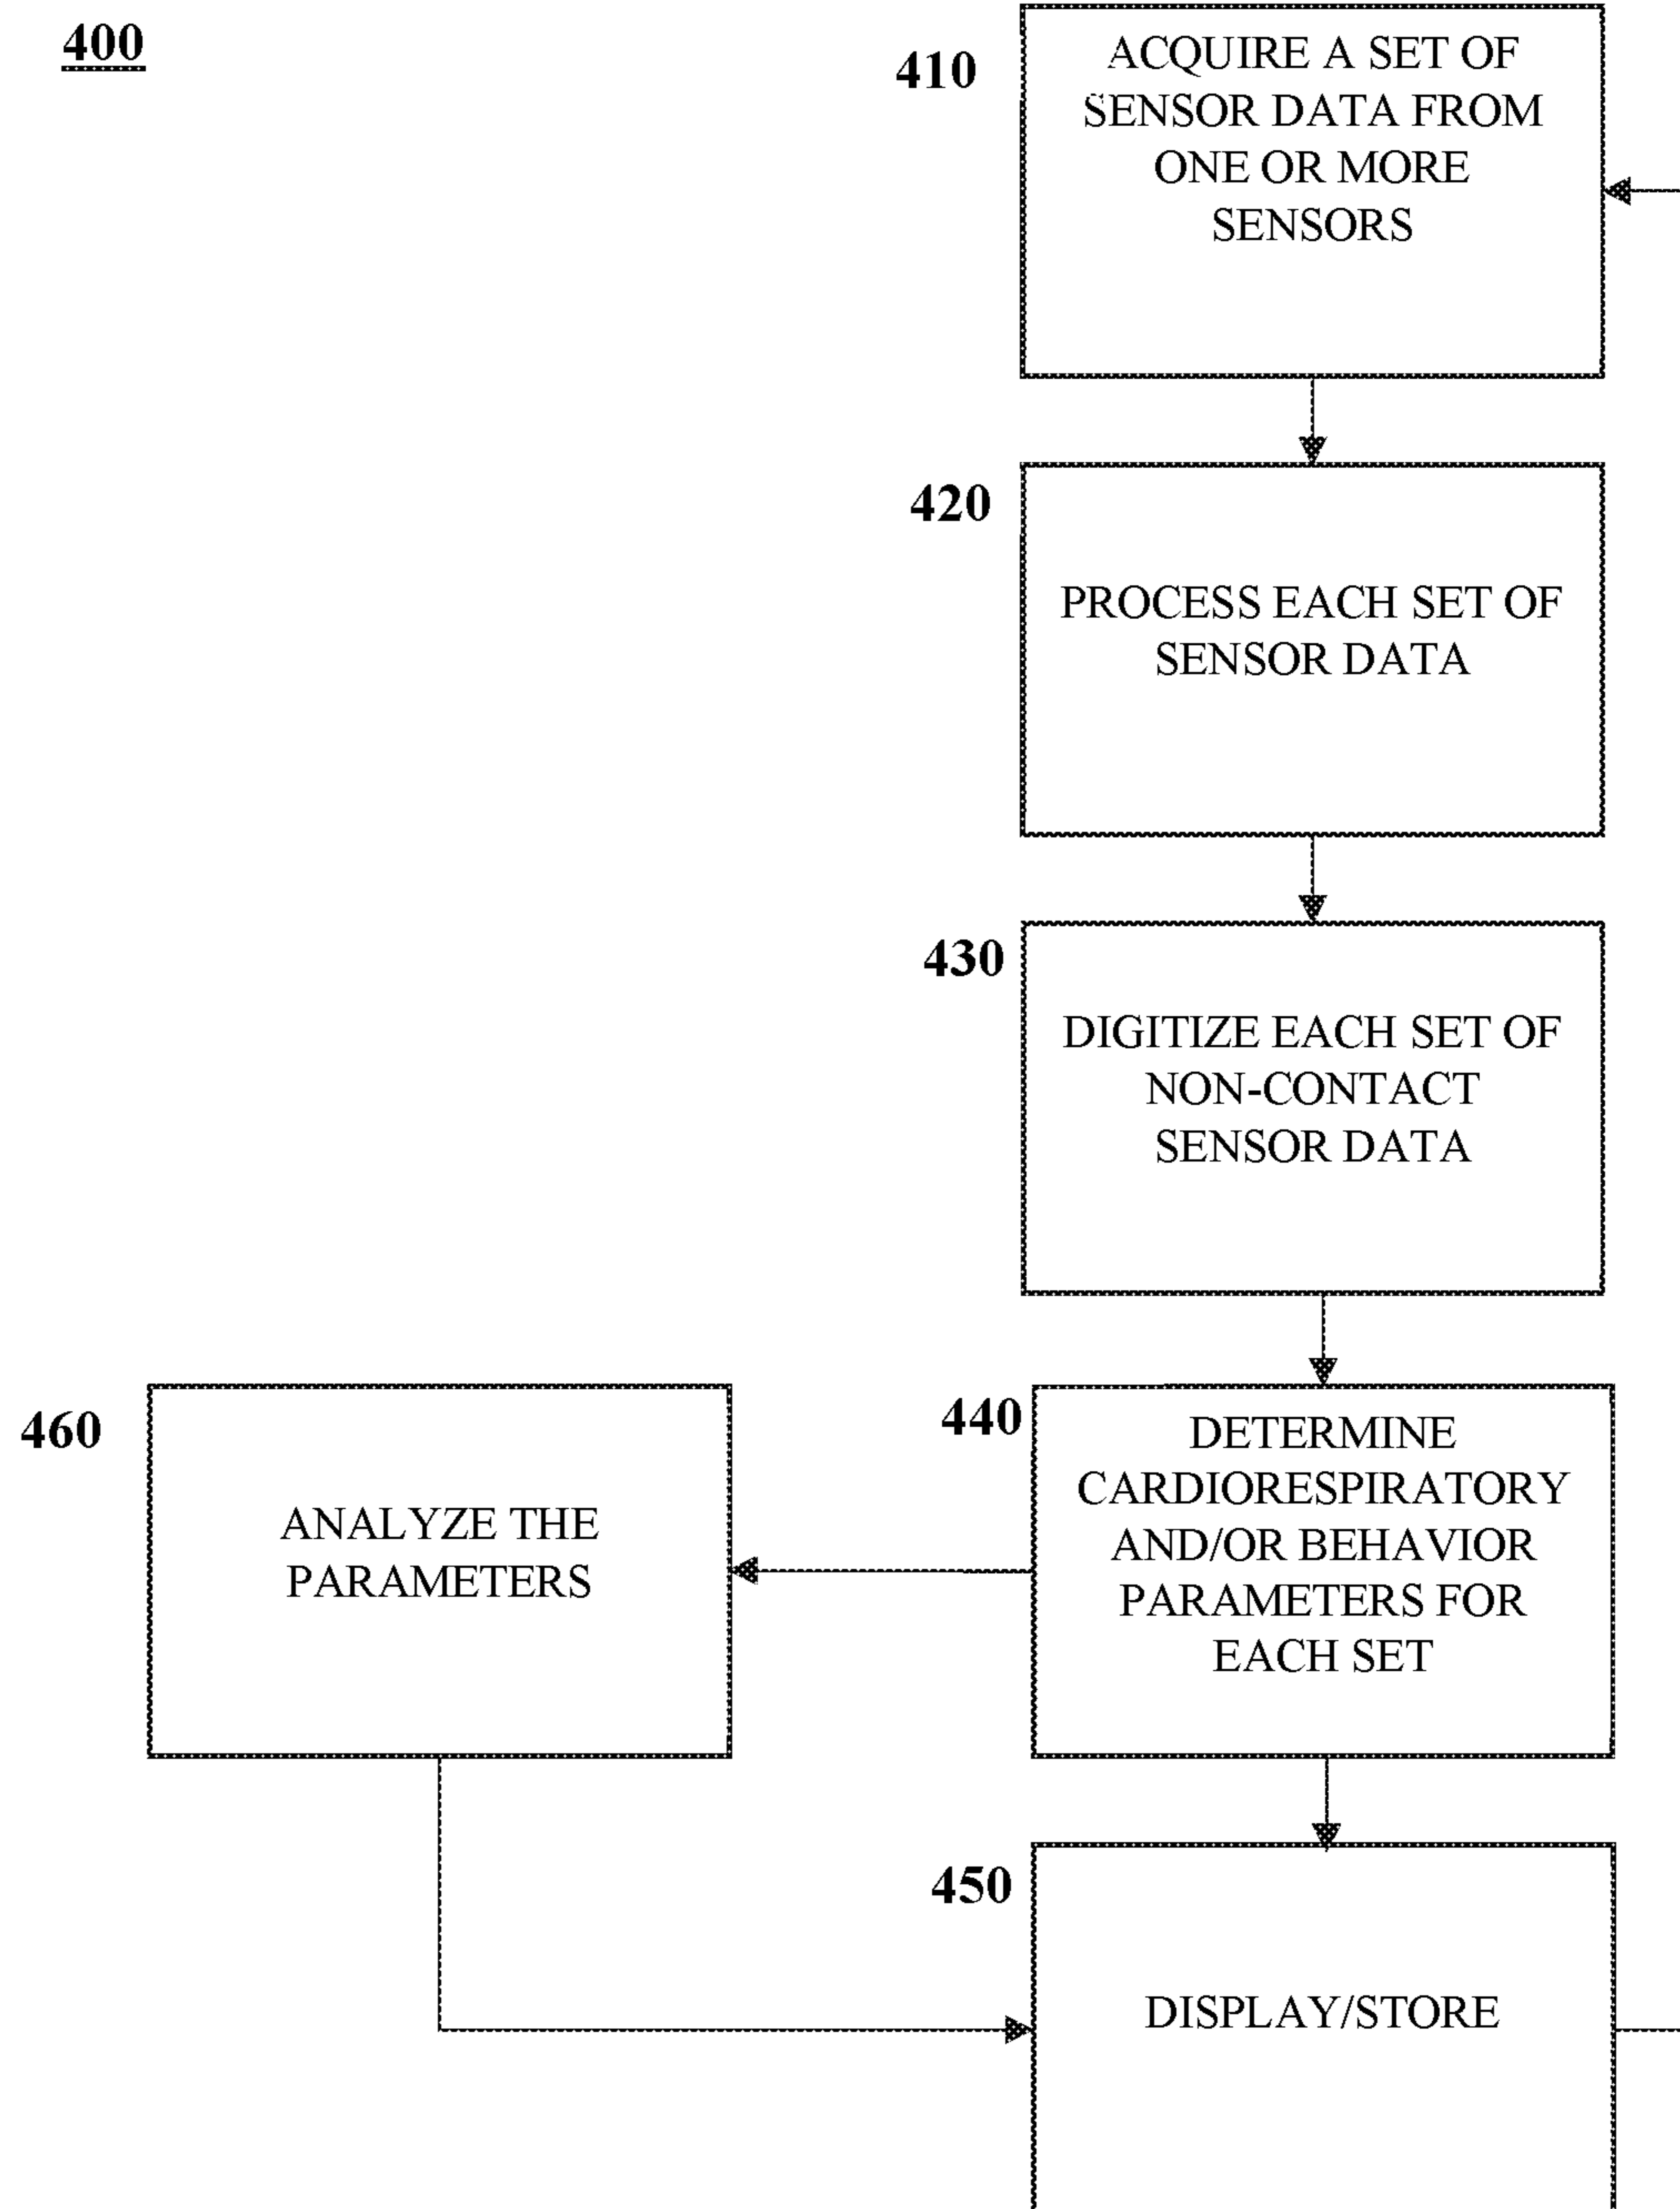 400
410
ACQUIRE A SET OF
SENSOR DATA FROM
ONE OR MORE
SENSORS
420
PROCESS EACH SET OF
SENSOR DATA
430
DIGITIZE EACH SET OF
NON-CONTACT
SENSOR DATA
440
DETERMINE
CARDIORESPIRATORY
AND/OR BEHAVIOR
PARAMETERS FOR
EACH SET
460
ANALYZE THE
PARAMETERS
450
DISPLAY/STORE